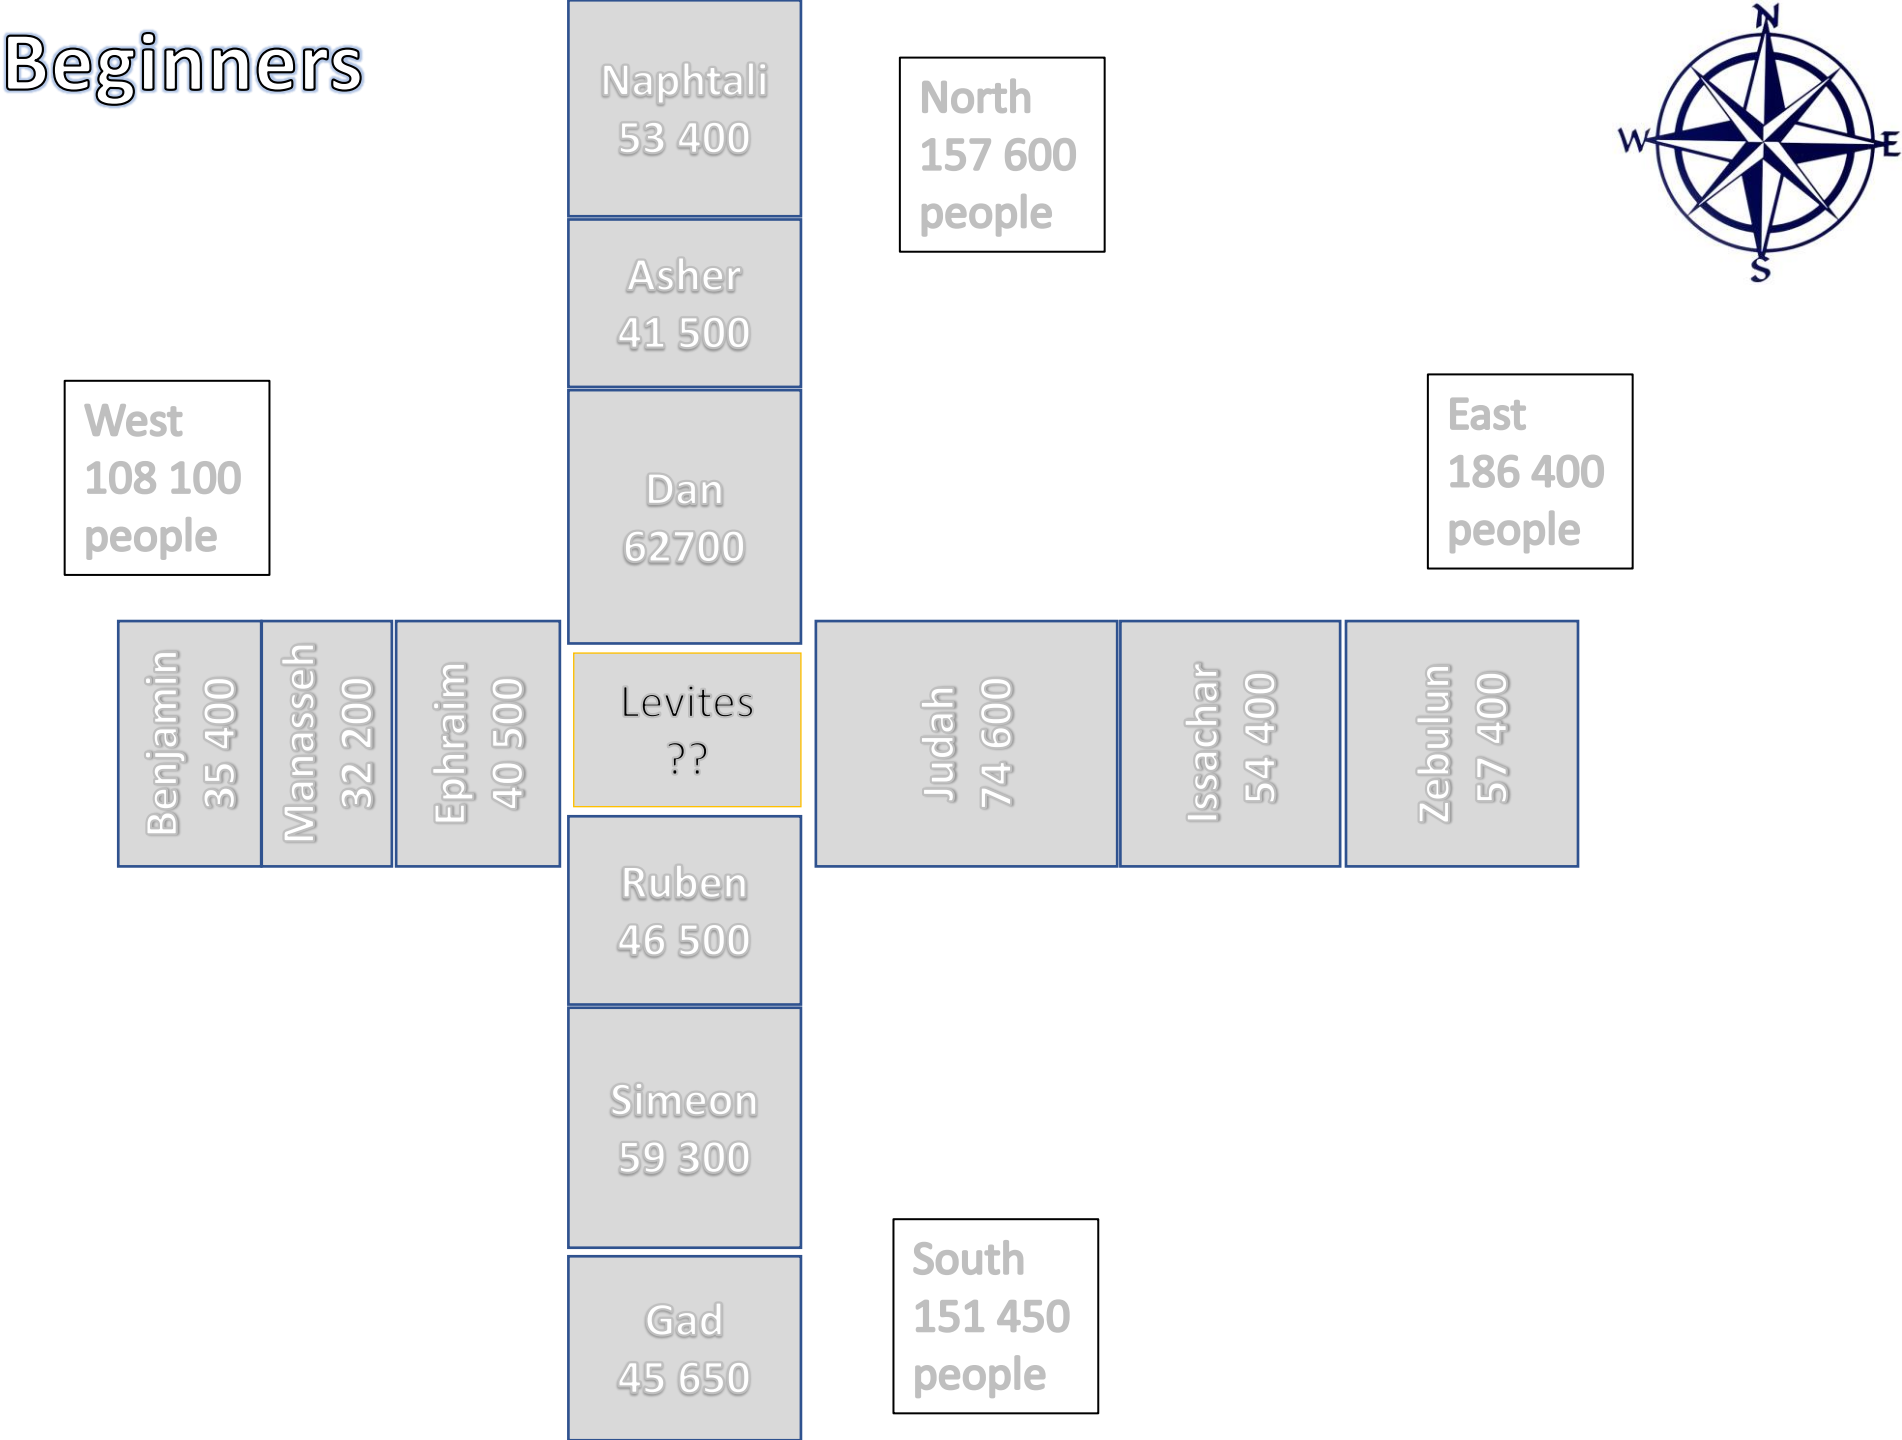 Beginners
Naphtali
53 400
North
157 600
people
N
W
E
S
Asher
41 500
West
108 100
people
East
186 400
people
Dan
62700
Benjamin
35 400
Manasseh
32 200
Ephraim
40 500
Levites
??
Judah
74 600
Issachar
54 400
Zebulun
57 400
Ruben
46 500
Simeon
59 300
South
151 450
people
Gad
45 650